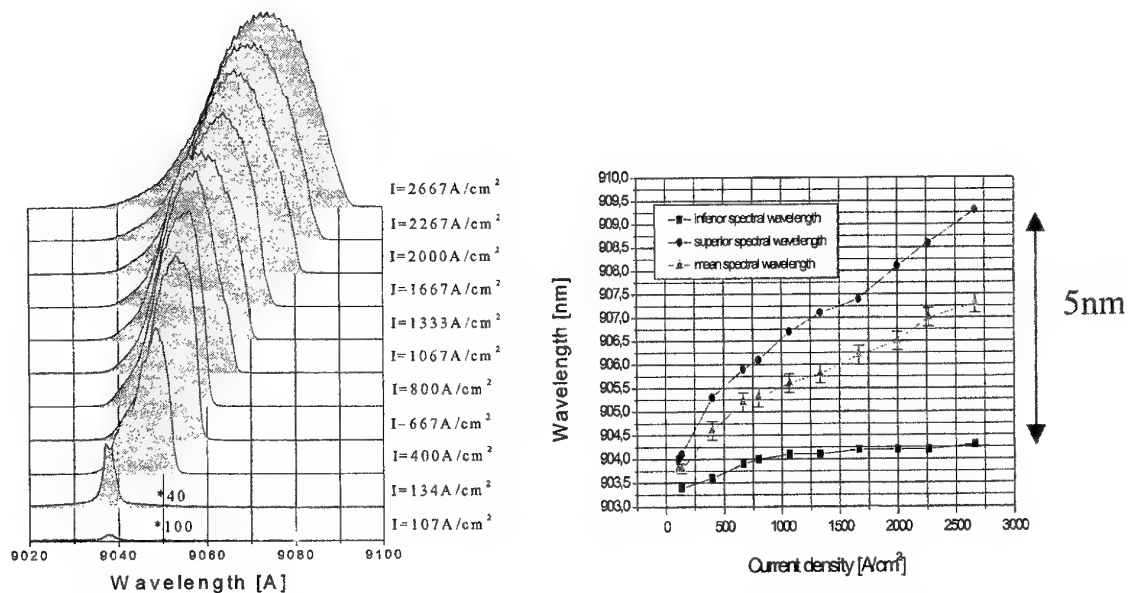 I=2667A/cm²
I=2267A/cm²
I=2000A/cm²
I=1667A/cm²
I=1333A/cm²
I=1067A/cm²
I=800A/cm²
I=667A/cm²
I=400A/cm²
I=134A/cm²
I=107A/cm²
*40
*100
9020 9040 9060 9080 9100
Wavelength [A]
910,0
909,5
909,0
908,5
908,0
907,5
907,0
906,5
906,0
905,5
905,0
904,5
904,0
903,5
903,0
Wavelength [nm]
inferior spectral wavelength
superior spectral wavelength
mean spectral wavelength
0 500 1000 1500 2000 2500 3000
Current density [A/cm²]
5nm